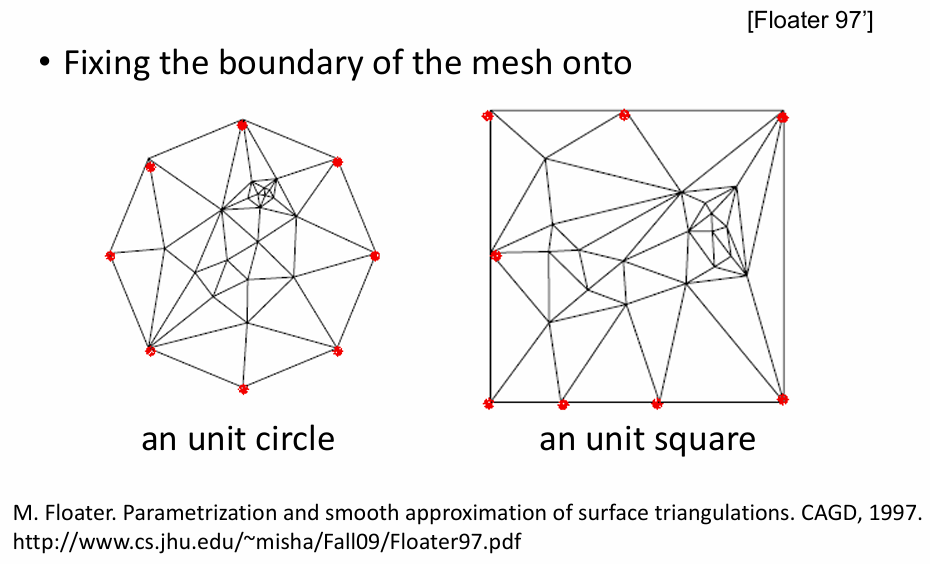 [Floater 97']
• Fixing the boundary of the mesh onto
an unit circle
an unit square
M. Floater. Parametrization and smooth approximation of surface triangulations. CAGD, 1997.
http://www.cs.jhu.edu/~misha/Fall09/Floater97.pdf